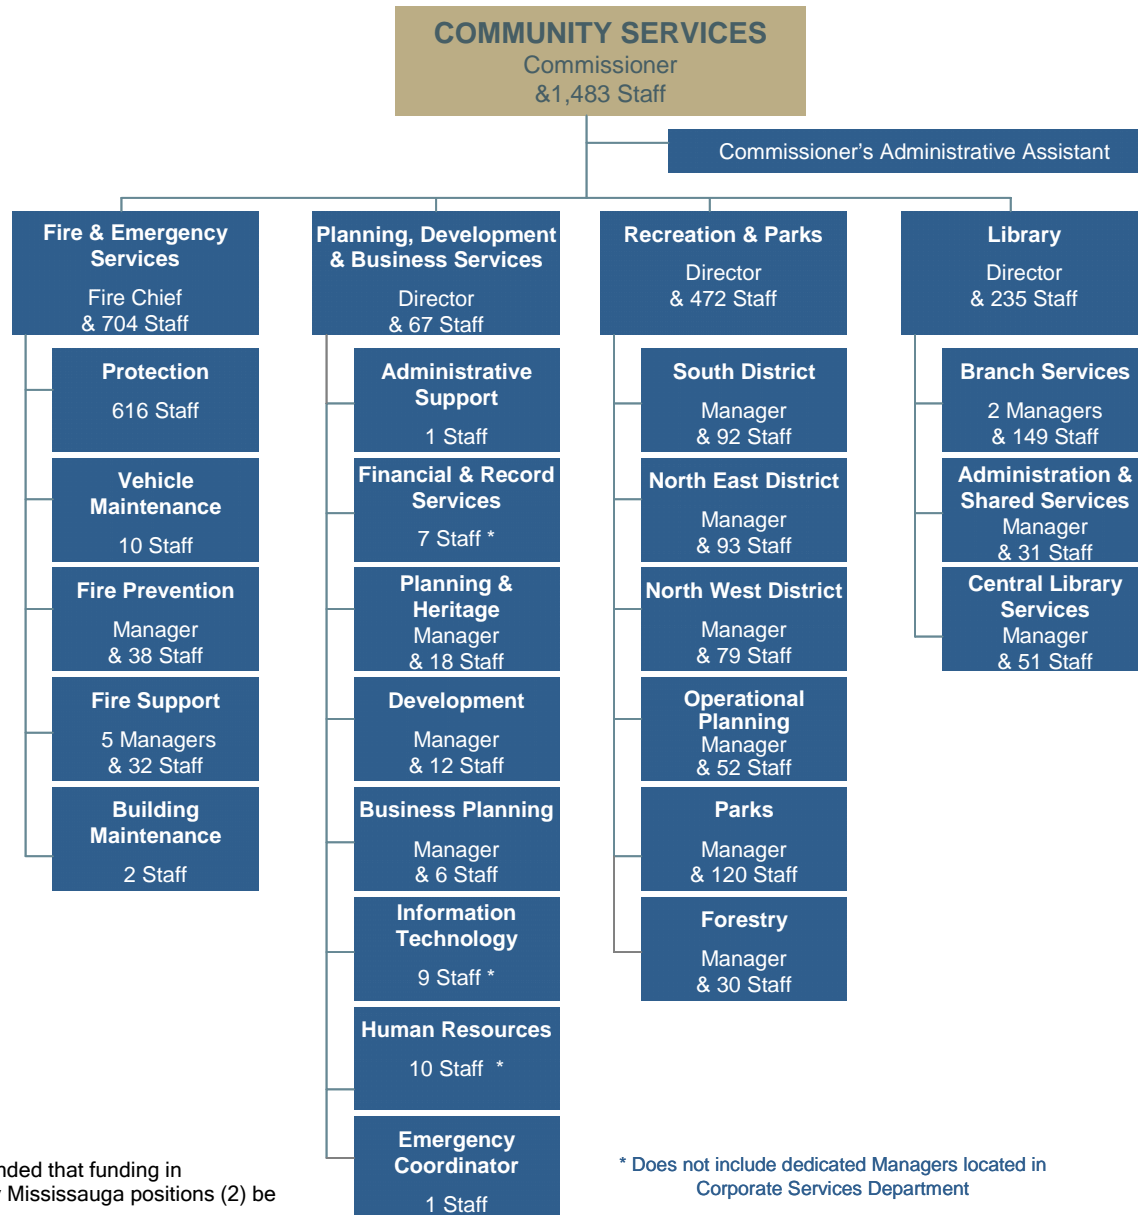 COMMUNITY SERVICES
Commissioner
&1,483 Staff
Commissioner's Administrative Assistant
Fire & Emergency
Services
Fire Chief
& 704 Staff
Protection
616 Staff
Vehicle
Maintenance
10 Staff
Fire Prevention
Manager
& 38 Staff
Fire Support
5 Managers
& 32 Staff
Building
Maintenance
2 Staff
Planning, Development
& Business Services
Director
& 67 Staff
Administrative
Support
1 Staff
Financial & Record
Services
7 Staff *
Planning &
Heritage
Manager
& 18 Staff
Development
Manager
& 12 Staff
Business Planning
Manager
& 6 Staff
Information
Technology
9 Staff *
Human Resources
10 Staff *
Emergency
Coordinator
1 Staff
Recreation & Parks
Director
& 472 Staff
South District
Manager
& 92 Staff
North East District
Manager
& 93 Staff
North West District
Manager
& 79 Staff
Operational
Planning
Manager
& 52 Staff
Parks
Manager
& 120 Staff
Forestry
Manager
& 30 Staff
Library
Director
& 235 Staff
Branch Services
2 Managers
& 149 Staff
Administration &
Shared Services
Manager
& 31 Staff
Central Library
Services
Manager
& 51 Staff
nded that funding in
Mississauga positions (2) be
* Does not include dedicated Managers located in
Corporate Services Department